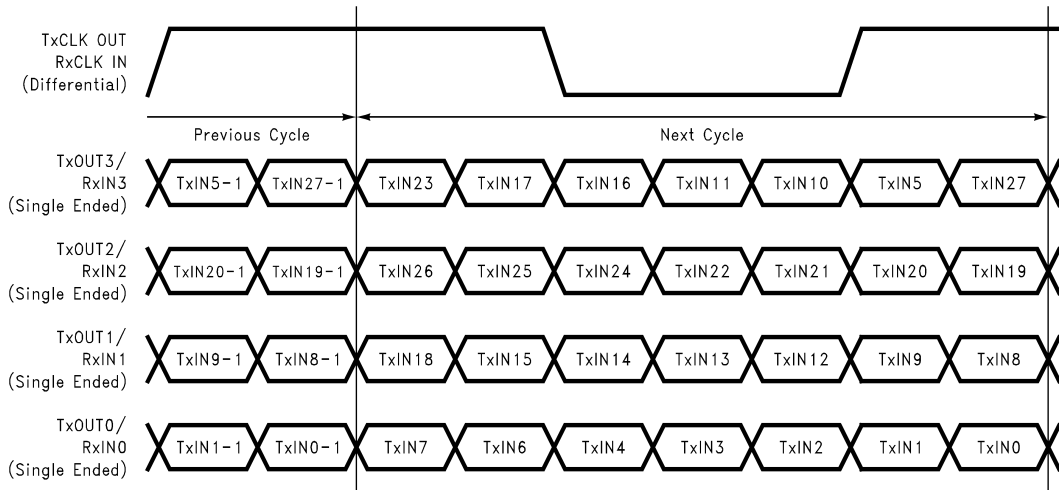 TxCLK OUT
RxCLK IN
(Differential)
Previous Cycle Next Cycle
TxOUT3/
RxIN3
(Single Ended)
TxIN5-1 TxIN27-1 TxIN23 TxIN17 TxIN16 TxIN11 TxIN10 TxIN5 TxIN27
TxOUT2/
RxIN2
(Single Ended)
TxIN20-1 TxIN19-1 TxIN26 TxIN25 TxIN24 TxIN22 TxIN21 TxIN20 TxIN19
TxOUT1/
RxIN1
(Single Ended)
TxIN9-1 TxIN8-1 TxIN18 TxIN15 TxIN14 TxIN13 TxIN12 TxIN9 TxIN8
TxOUT0/
RxIN0
(Single Ended)
TxIN1-1 TxIN0-1 TxIN7 TxIN6 TxIN4 TxIN3 TxIN2 TxIN1 TxIN0